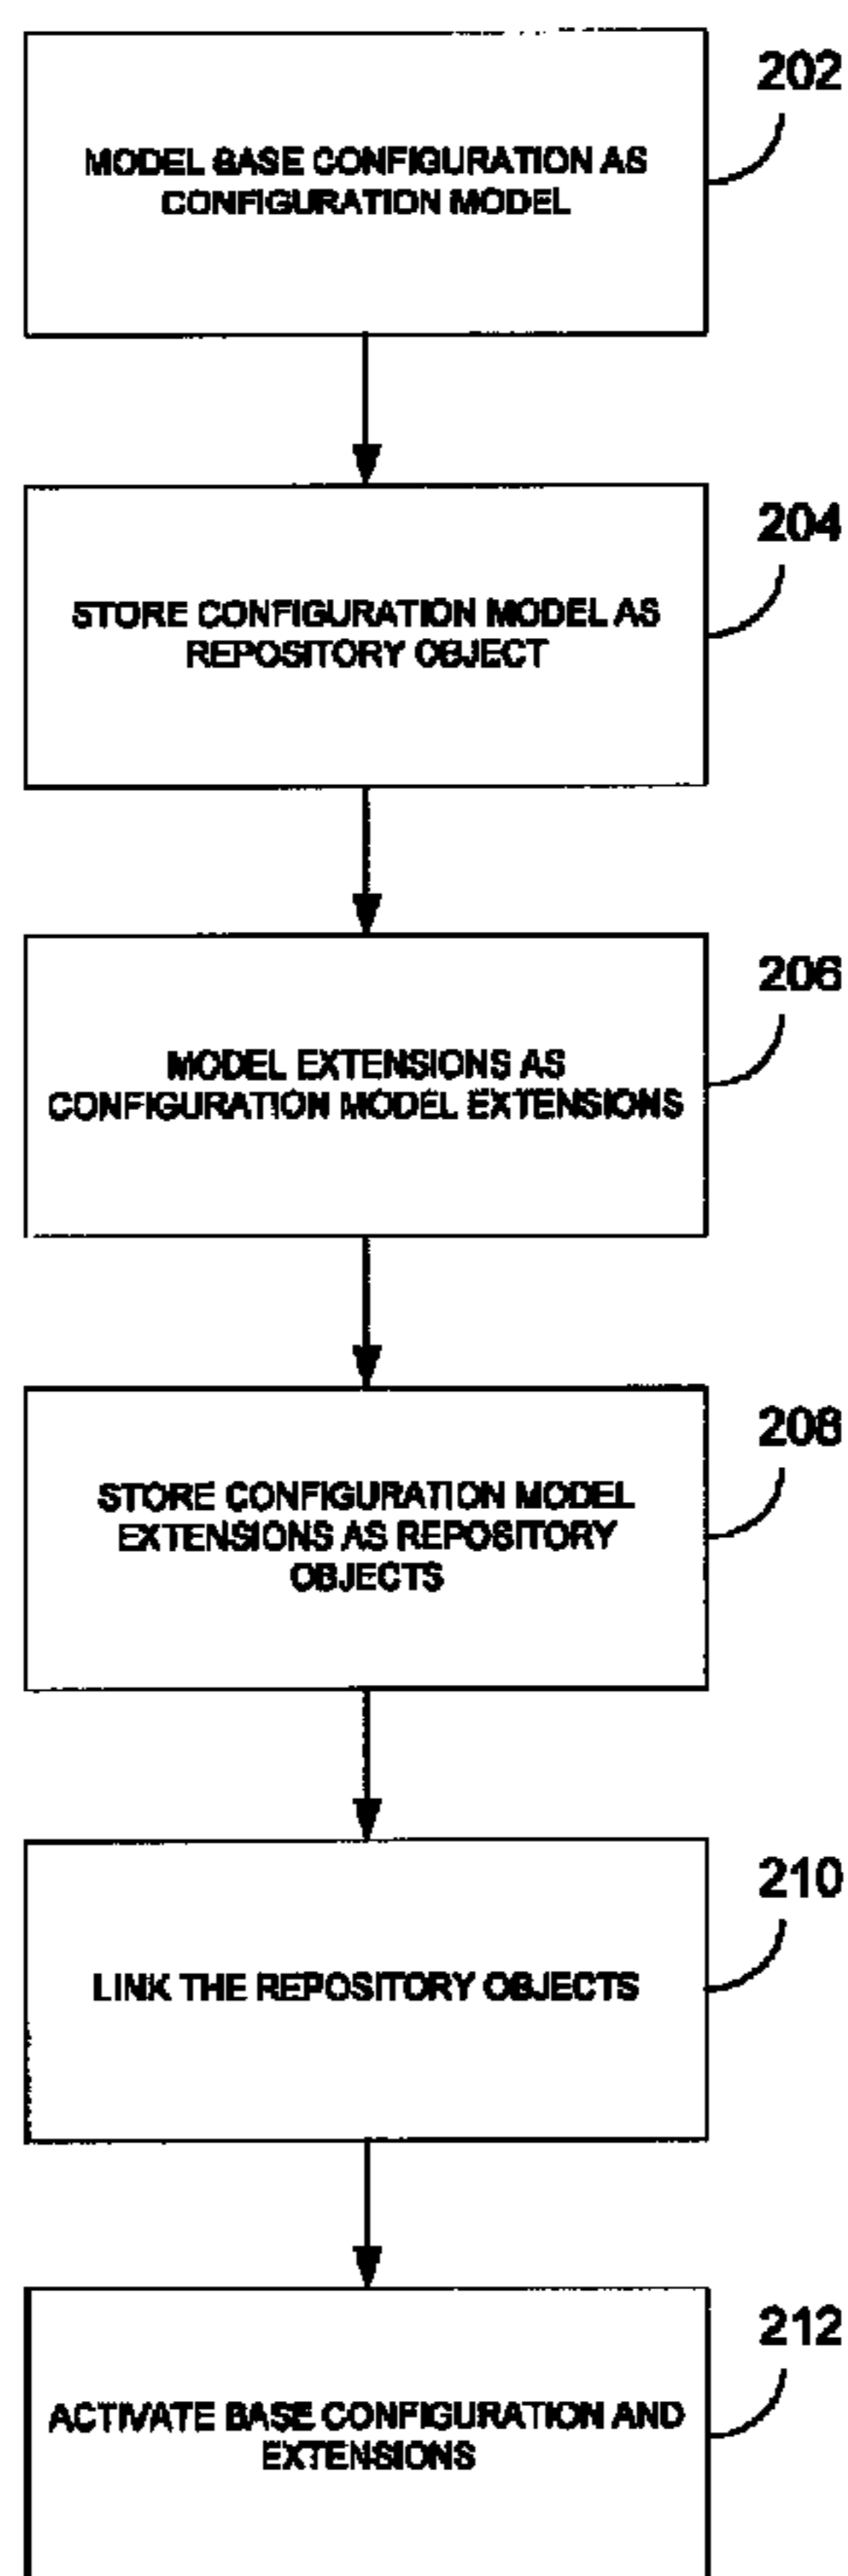 202
MODEL BASE CONFIGURATION AS
CONFIGURATION MODEL
204
STORE CONFIGURATION MODEL AS
REPOSITORY OBJECT
206
MODEL EXTENSIONS AS
CONFIGURATION MODEL EXTENSIONS
208
STORE CONFIGURATION MODEL
EXTENSIONS AS REPOSITORY
OBJECTS
210
LINK THE REPOSITORY OBJECTS
212
ACTIVATE BASE CONFIGURATION AND
EXTENSIONS